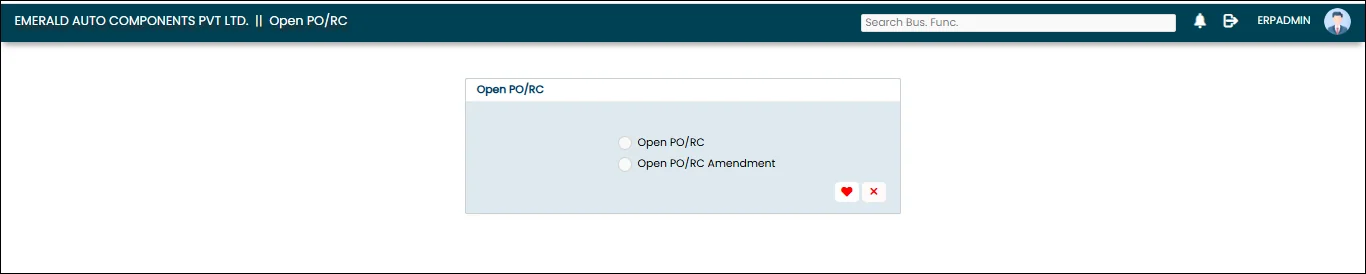 EMERALD AUTO COMPONENTS PVT LTD. || Open PO/RC
Search Bus. Func.
ERPADMIN
Open PO/RC
Open PO/RC
Open PO/RC Amendment